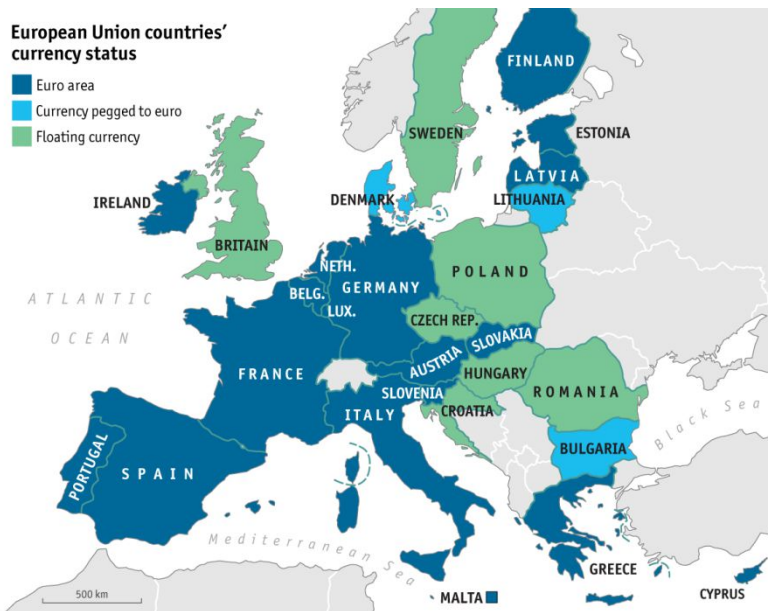 European Union countries’
currency status
Euro area
Currency pegged to euro
Floating currency
FINLAND
SWEDEN
ESTONIA
LATVIA
LITHUANIA
DENMARK
IRELAND
BRITAIN
NETH.
BELG.
LUX.
GERMANY
POLAND
CZECH REP.
SLOVAKIA
AUSTRIA
HUNGARY
ATLANTIC
OCEAN
FRANCE
SLOVENIA
ITALY
CROATIA
ROMANIA
BULGARIA
Black Sea
PORTUGAL
SPAIN
Mediterranean Sea
GREECE
MALTA
CYPRUS
500 km